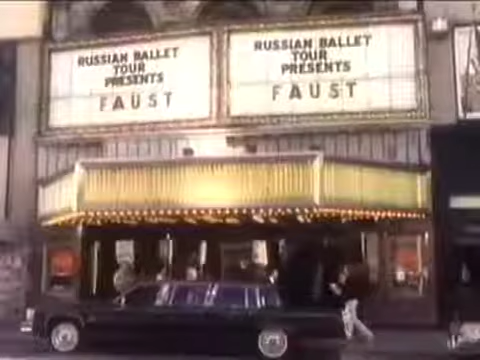 RUSSIAN BALLET
TOUR
PRESENTS
FAUST
RUSSIAN BALLET
TOUR
PRESENTS
FAUST